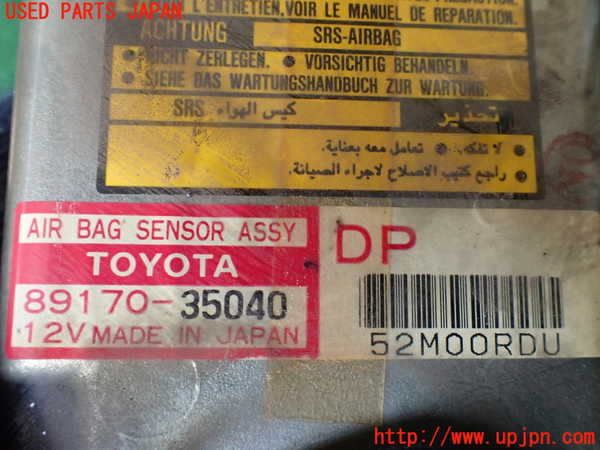 USED PARTS JAPAN
L'ENTRETIEN, VOIR LE MANUEL DE REPARATION.
ACHTUNG SRS-AIRBAG
NICHT ZERLEGEN. ● VORSICHTIG BEHANDELN.
● SIEHE DAS WARTUNGSHANDBUCH ZUR WARTUNG.
تحذير كيس الهواء SRS
● لا تفكه. ● تعامل معه بعناية.
● راجع كتيب الاصلاح لاجراء الصيانة.
AIR BAG SENSOR ASSY
TOYOTA
89170-35040
12V MADE IN JAPAN
DP
52M00RDU
http://www.upjpn.com